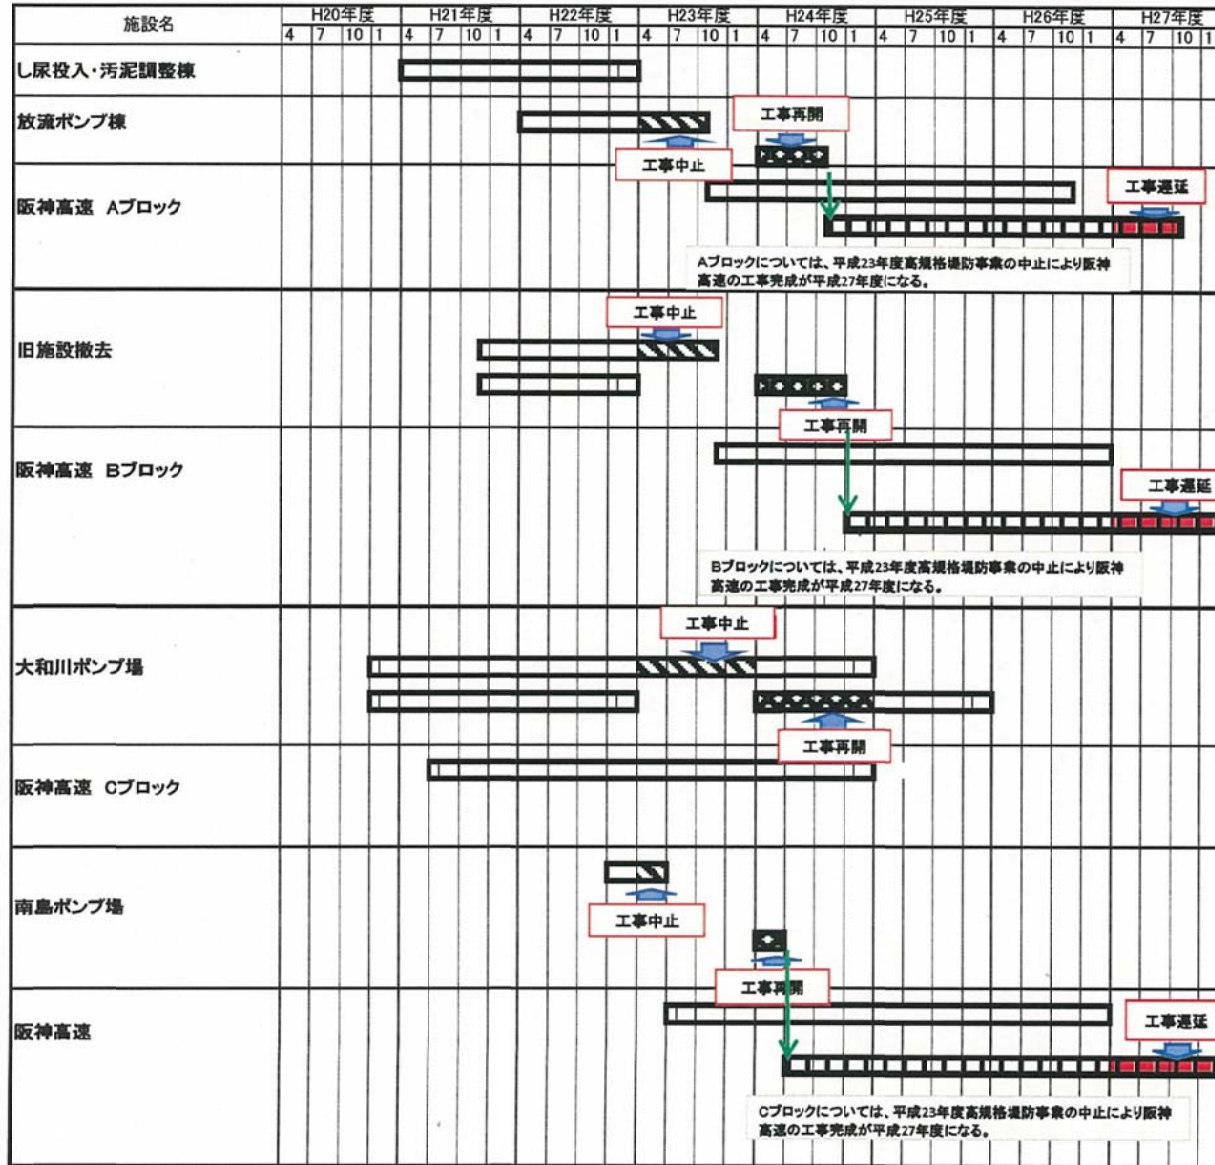 施設名 H20年度 H21年度 H22年度 H23年度 H24年度 H25年度 H26年度 H27年度
4 7 10 1 4 7 10 1 4 7 10 1 4 7 10 1 4 7 10 1 4 7 10 1 4 7 10 1 4 7 10 1
し尿投入・汚泥調整棟
放流ポンプ棟
工事再開
工事中止
阪神高速 Aブロック
工事遅延
Aブロックについては、平成23年度高規格堤防事業の中止により阪神
高速の工事完成が平成27年度になる。
工事中止
旧施設撤去
工事再開
阪神高速 Bブロック
工事遅延
Bブロックについては、平成23年度高規格堤防事業の中止により阪神
高速の工事完成が平成27年度になる。
工事中止
大和川ポンプ場
工事再開
阪神高速 Cブロック
南島ポンプ場
工事中止
工事再開
阪神高速
工事遅延
Cブロックについては、平成23年度高規格堤防事業の中止により阪神
高速の工事完成が平成27年度になる。